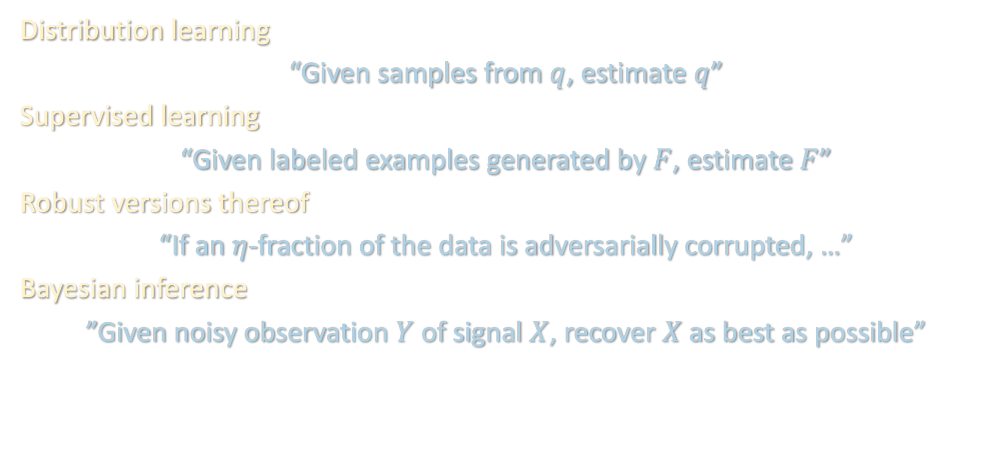 Distribution learning
“Given samples from 𝑞, estimate 𝑞”
Supervised learning
“Given labeled examples generated by 𝐹, estimate 𝐹”
Robust versions thereof
“If an 𝜂-fraction of the data is adversarially corrupted, …”
Bayesian inference
”Given noisy observation 𝑌 of signal 𝑋, recover 𝑋 as best as possible”